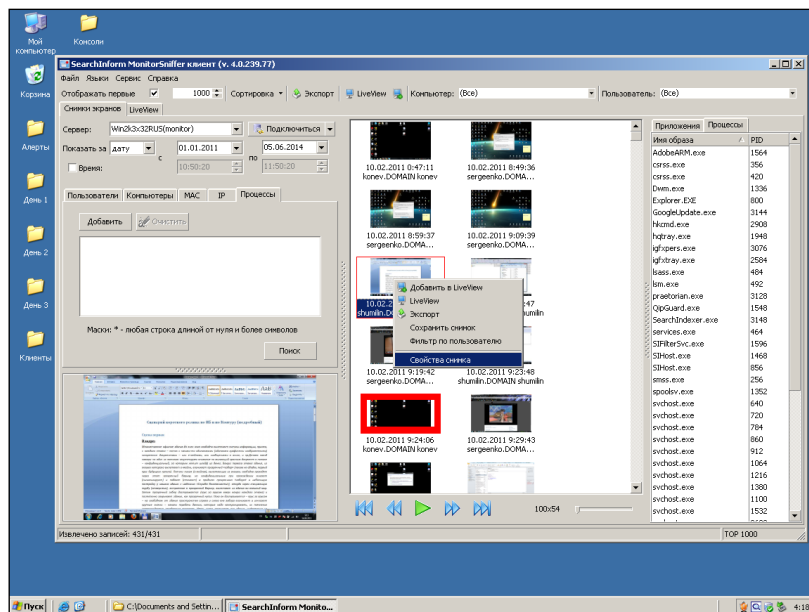 Мой компьютер
Консоли
Корзина
Алерты
День 1
День 2
День 3
Клиенты
SearchInform MonitorSniffer клиент (v. 4.0.239.77)
Файл Языки Сервис Справка
Отображать первые 1000 Сортировка Экспорт LiveView Компьютер: (Все) Пользователь: (Все)
Снимки экранов LiveView
Сервер: Win2k3x32RUS(monitor) Подключиться
Показать за дату с 01.01.2011 по 05.06.2014
Время: 10:50:20 11:50:20
Пользователи Компьютеры MAC IP Процессы
Добавить Очистить
Маски: * - любая строка длиной от нуля и более символов
Поиск
10.02.2011 0:47:11 konev.DOMAIN konev
10.02.2011 8:49:36 sergeenko.DOMA...
10.02.2011 8:59:37 sergeenko.DOMA...
10.02.2011 9:09:39 sergeenko.DOMA...
Добавить в LiveView
LiveView
Экспорт
Сохранить снимок
Фильтр по пользователю
Свойства снимка
10.02.2011 9:19:42 sergeenko.DOMA...
10.02.2011 9:23:48 shumilin.DOMAIN shumilin
10.02.2011 9:24:06 konev.DOMAIN konev
10.02.2011 9:29:43 sergeenko.DOMA...
100x54
Приложения Процессы
Имя образа PID
AdobeARM.exe 1564
csrss.exe 356
csrss.exe 420
Dwm.exe 1336
Explorer.EXE 800
GoogleUpdate.exe 3144
hkcmd.exe 2908
hqtray.exe 1948
igfxpers.exe 3076
igfxtray.exe 2584
lsass.exe 484
lsm.exe 492
praetorian.exe 3128
QipGuard.exe 1548
SearchIndexer.exe 3148
services.exe 464
SIFilterSvc.exe 1596
SIHost.exe 1468
SIHost.exe 856
smss.exe 256
spoolsv.exe 1352
svchost.exe 640
svchost.exe 720
svchost.exe 784
svchost.exe 860
svchost.exe 912
svchost.exe 1064
svchost.exe 1216
svchost.exe 1380
svchost.exe 1100
svchost.exe 1532
Извлечено записей: 431/431
TOP 1000
Пуск
C:\Documents and Settin...
SearchInform Monito...
4:18